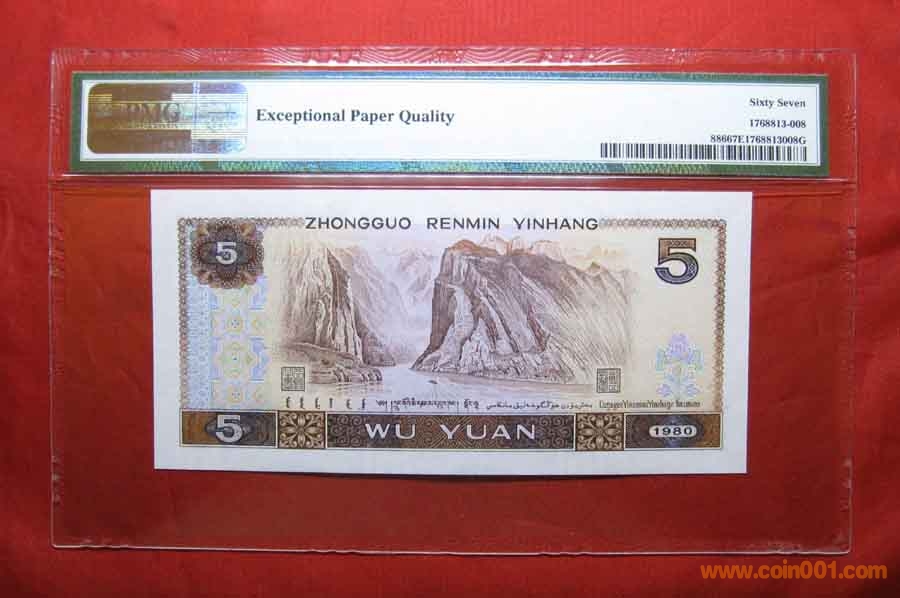 PMG
Exceptional Paper Quality
Sixty Seven
1768813-008
88667E1768813008G
ZHONGGUO RENMIN YINHANG
5
5
5
WU YUAN
1980
www.coin001.com